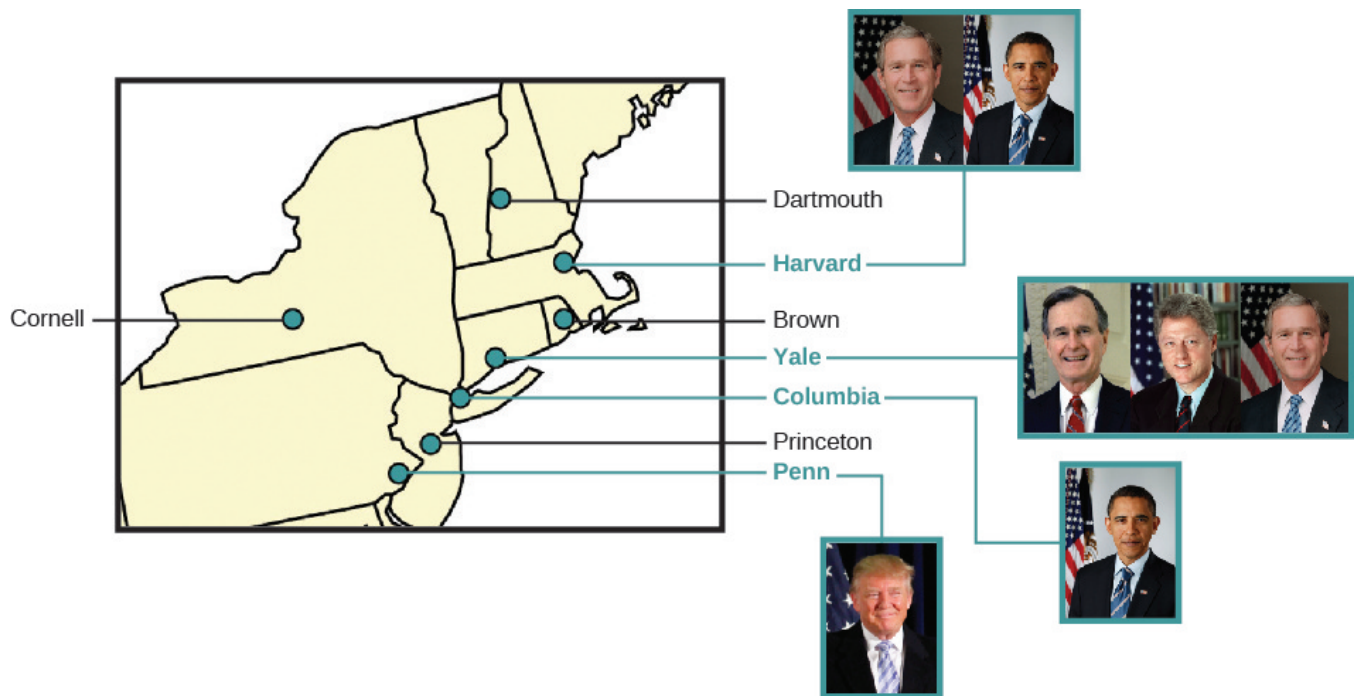 Dartmouth
Harvard
Cornell
Brown
Yale
Columbia
Princeton
Penn